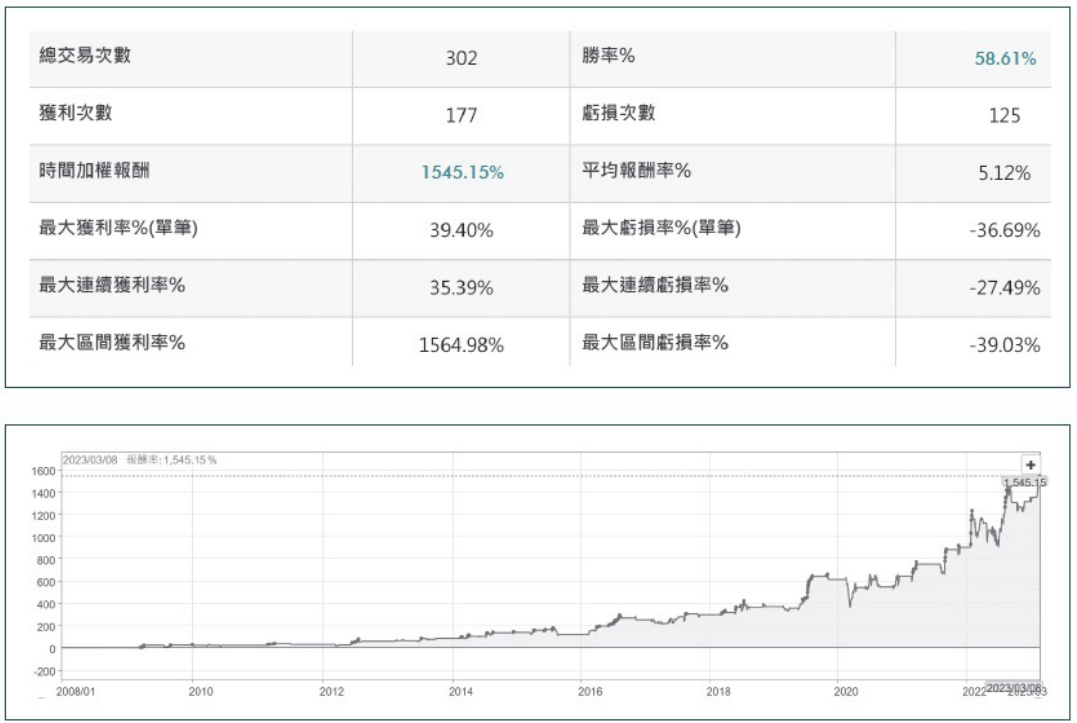 總交易次數 302 勝率% 58.61%
獲利次數 177 虧損次數 125
時間加權報酬 1545.15% 平均報酬率% 5.12%
最大獲利率%(單筆) 39.40% 最大虧損率%(單筆) -36.69%
最大連續獲利率% 35.39% 最大連續虧損率% -27.49%
最大區間獲利率% 1564.98% 最大區間虧損率% -39.03%
2023/03/08 報酬率:1,545.15%
+
1600
1,545.15
1400
1200
1000
800
600
400
200
0
-200
2008/01 2010 2012 2014 2016 2018 2020 2022 2023/03/08